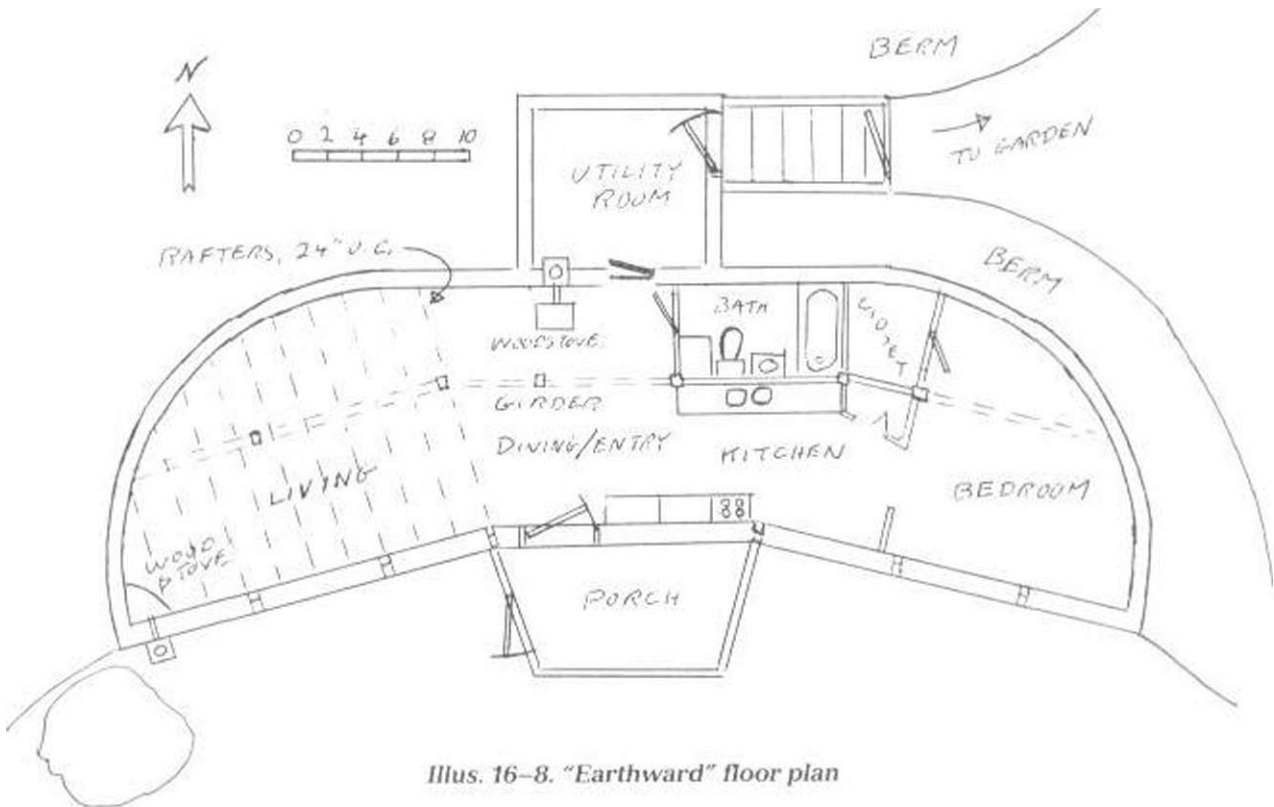 BERM
N
0 2 4 6 8 10
TO GARDEN
UTILITY
ROOM
RAFTERS, 24" O.C.
BERM
BATH
CLOSET
WOODSTOVE
GIRDER
DINING/ENTRY
KITCHEN
LIVING
BEDROOM
WOOD
STOVE
PORCH
Illus. 16–8. "Earthward" floor plan